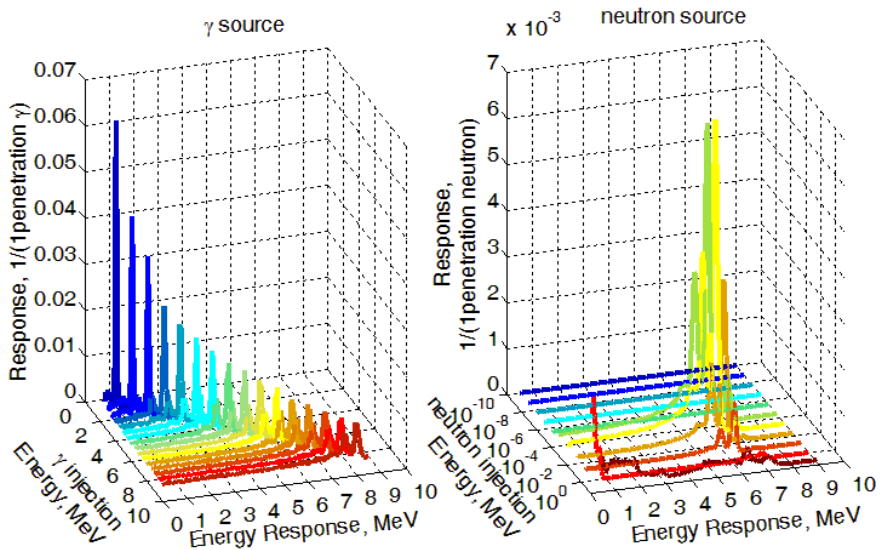 γ source
0.07
0.06
0.05
0.04
0.03
0.02
0.01
0
Response, 1/(1penetration γ)
0
2
4
6
8
10
γ injection
Energy, MeV
0 1 2 3 4 5 6 7 8 9 10
Energy Response, MeV
neutron source
x 10^-3
7
6
5
4
3
2
1
0
Response,
1/(1penetration neutron)
10^-10
10^-8
10^-6
10^-4
10^-2
10^0
neutron injection
Energy, MeV
0 1 2 3 4 5 6 7 8 9 10
Energy Response, MeV